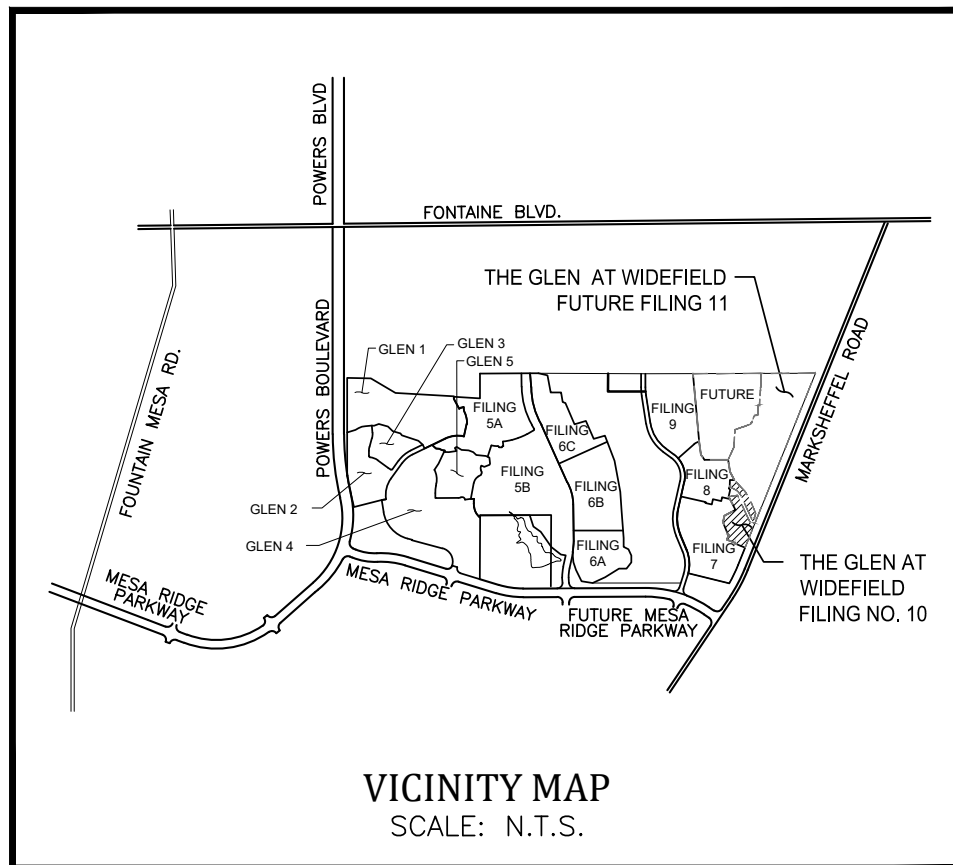 POWERS BLVD
FONTAINE BLVD.
THE GLEN AT WIDEFIELD
FUTURE FILING 11
MARKSHEFFEL ROAD
FOUNTAIN MESA RD.
POWERS BOULEVARD
GLEN 1
GLEN 3
GLEN 5
FILING
5A
FILING
6C
FILING
9
FUTURE
FILING
5B
FILING
6B
FILING
8
GLEN 2
GLEN 4
FILING
6A
FILING
7
THE GLEN AT
WIDEFIELD
FILING NO. 10
MESA RIDGE
PARKWAY
MESA RIDGE PARKWAY
FUTURE MESA
RIDGE PARKWAY
VICINITY MAP
SCALE: N.T.S.